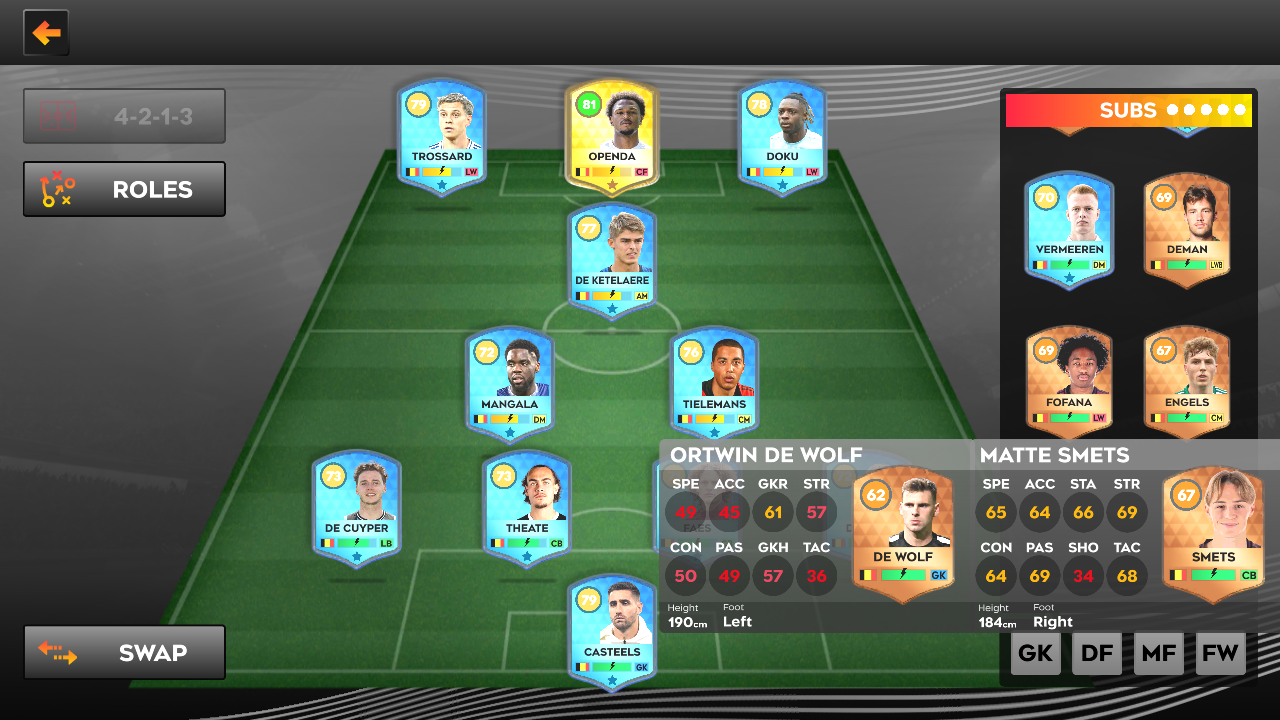 4-2-1-3
ROLES
SWAP
79
TROSSARD
LW
81
OPENDA
CF
78
DOKU
LW
77
DE KETELAERE
AM
72
MANGALA
DM
76
TIELEMANS
CM
73
DE CUYPER
LB
73
THEATE
CB
FAES
79
CASTEELS
GK
SUBS
70
VERMEEREN
DM
69
DEMAN
LWB
69
FOFANA
LW
67
ENGELS
CM
ORTWIN DE WOLF
SPE ACC GKR STR
49 45 61 57
CON PAS GKH TAC
50 49 57 36
Height Foot
190cm Left
62
DE WOLF
GK
MATTE SMETS
SPE ACC STA STR
65 64 66 69
CON PAS SHO TAC
64 69 34 68
Height Foot
184cm Right
67
SMETS
CB
GK DF MF FW